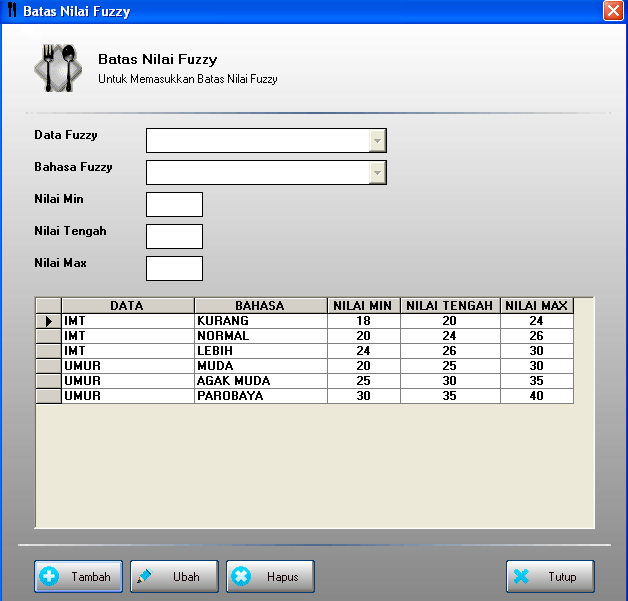 Batas Nilai Fuzzy
Batas Nilai Fuzzy
Untuk Memasukkan Batas Nilai Fuzzy
Data Fuzzy
Bahasa Fuzzy
Nilai Min
Nilai Tengah
Nilai Max
DATA BAHASA NILAI MIN NILAI TENGAH NILAI MAX
IMT KURANG 18 20 24
IMT NORMAL 20 24 26
IMT LEBIH 24 26 30
UMUR MUDA 20 25 30
UMUR AGAK MUDA 25 30 35
UMUR PAROBAYA 30 35 40
Tambah Ubah Hapus Tutup